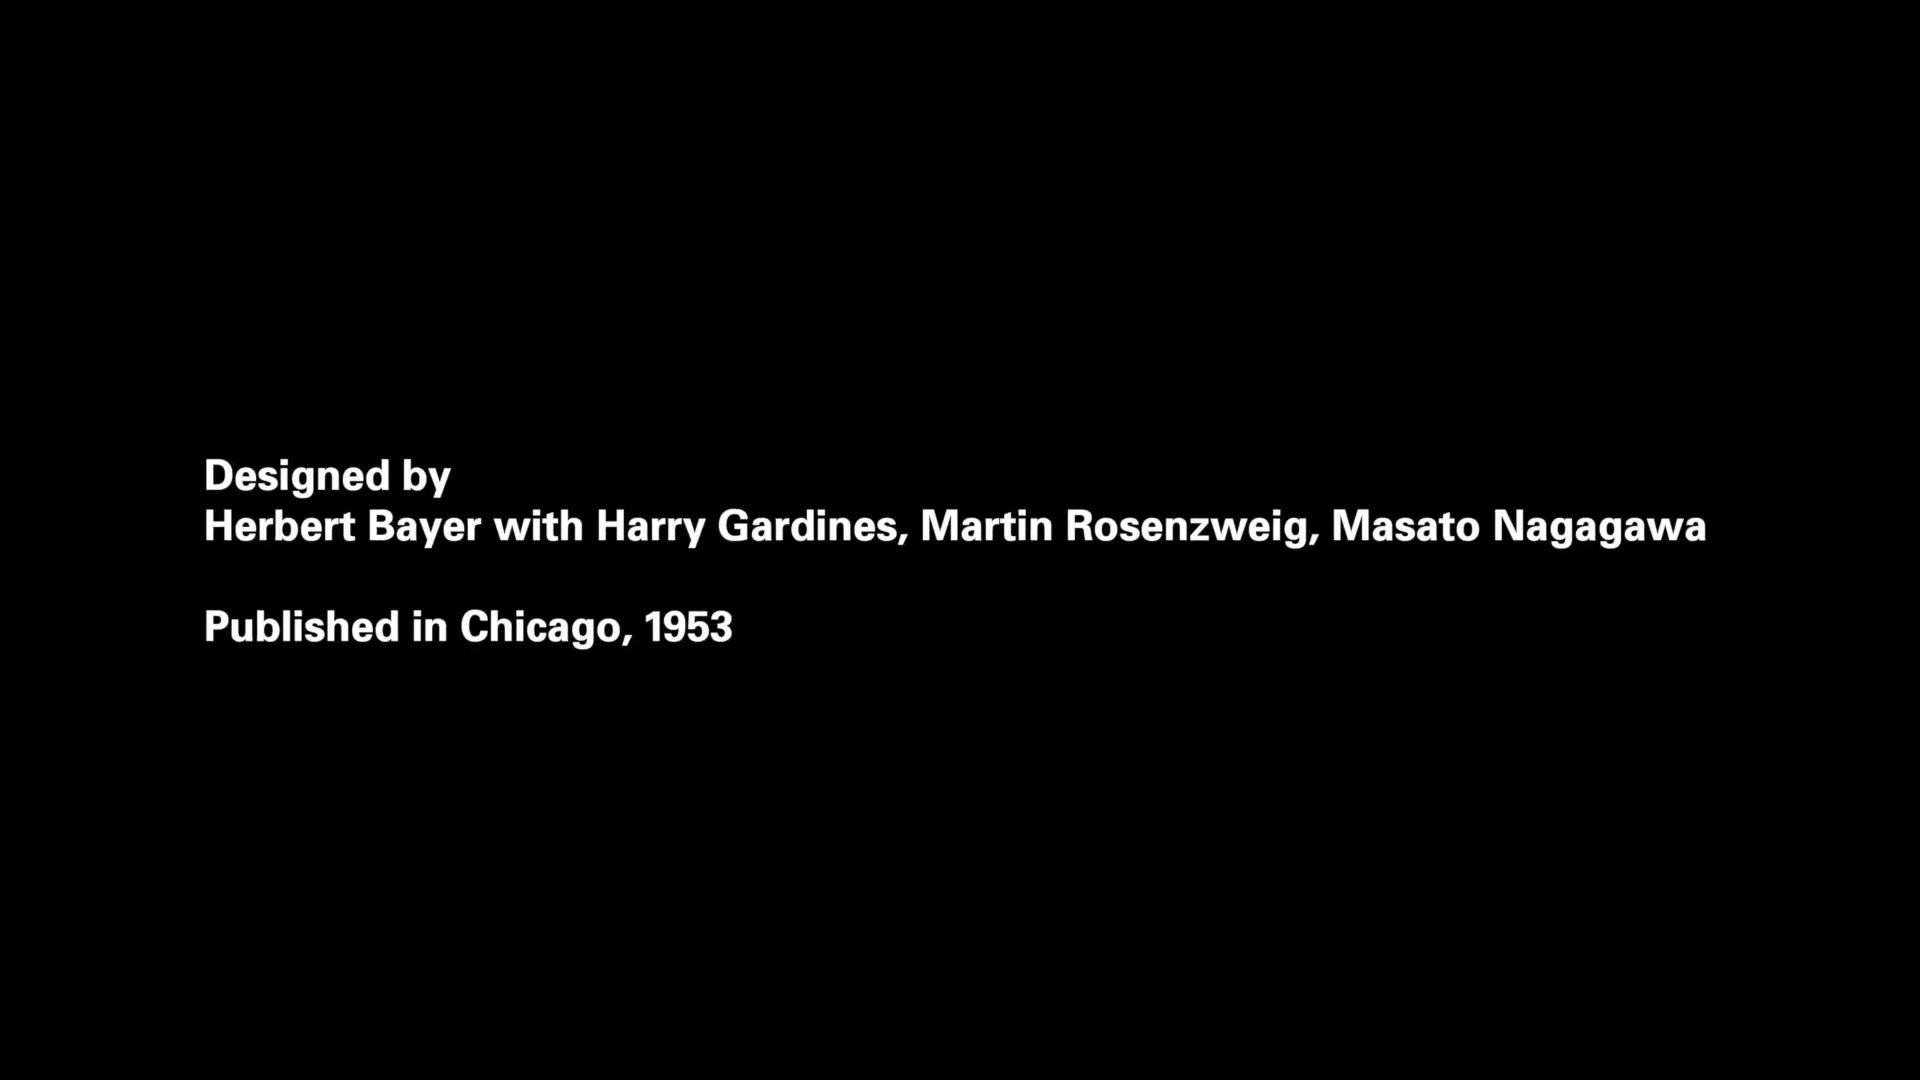 Designed by
Herbert Bayer with Harry Gardines, Martin Rosenzweig, Masato Nagagawa
Published in Chicago, 1953